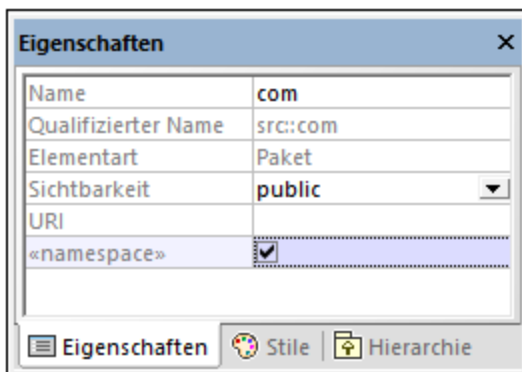 Eigenschaften
Name com
Qualifizierter Name src::com
Elementart Paket
Sichtbarkeit public
URI
«namespace»
Eigenschaften Stile Hierarchie